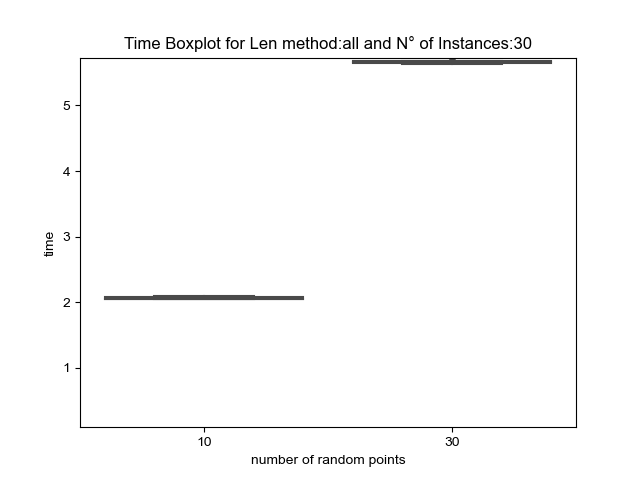 Time Boxplot for Len method:all and N° of Instances:30
5
4
3
2
1
time
10 30
number of random points